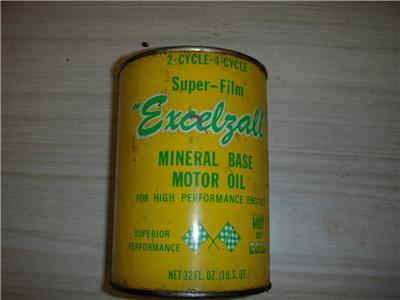 2-CYCLE-4-CYCLE
Super-Film
"Excelzall
MINERAL BASE
MOTOR OIL
FOR HIGH PERFORMANCE ENGINES
SUPERIOR
PERFORMANCE
HOT
or
COLD
NET 32 FL. OZ. (1 U.S. QT.)